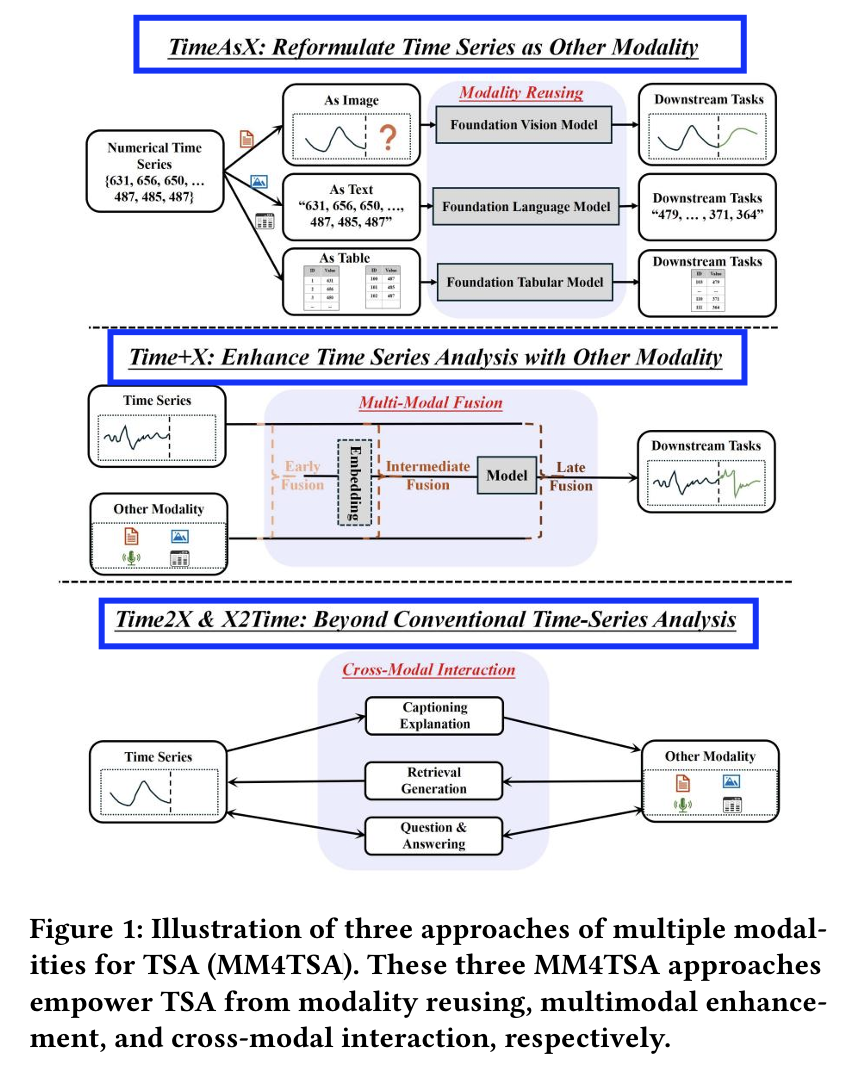 TimeAsX: Reformulate Time Series as Other Modality
Modality Reusing
Numerical Time
Series
{631, 656, 650, …
487, 485, 487}
As Image
?
Foundation Vision Model
Downstream Tasks
As Text
“631, 656, 650, …,
487, 485, 487”
Foundation Language Model
Downstream Tasks
“479, … , 371, 364”
As Table
ID Value
1 631
2 656
3 650
... ...
ID Value
100 487
101 485
102 487
Foundation Tabular Model
Downstream Tasks
ID Value
103 479
... ...
110 371
111 364
Time+X: Enhance Time Series Analysis with Other Modality
Time Series
Multi-Modal Fusion
Other Modality
Early
Fusion
Embedding
Intermediate
Fusion
Model
Late
Fusion
Downstream Tasks
Time2X & X2Time: Beyond Conventional Time-Series Analysis
Cross-Modal Interaction
Time Series
Captioning
Explanation
Retrieval
Generation
Question &
Answering
Other Modality
Figure 1: Illustration of three approaches of multiple modal-
ities for TSA (MM4TSA). These three MM4TSA approaches
empower TSA from modality reusing, multimodal enhance-
ment, and cross-modal interaction, respectively.